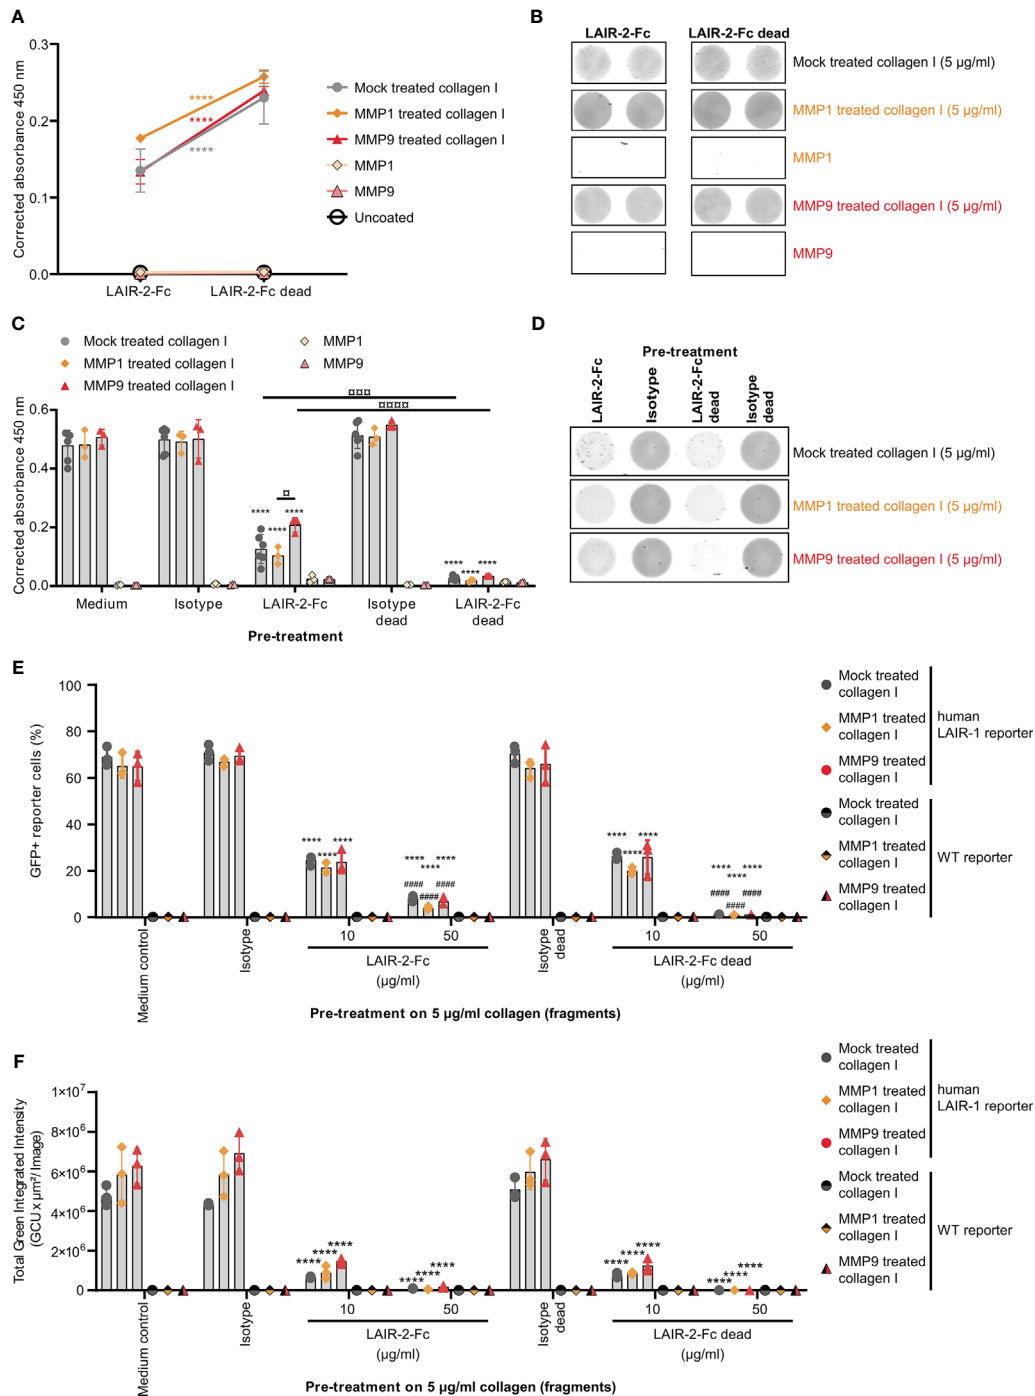 A
Corrected absorbance 450 nm
0.3
0.2
0.1
0.0
****
****
****
LAIR-2-Fc
LAIR-2-Fc dead
Mock treated collagen I
MMP1 treated collagen I
MMP9 treated collagen I
MMP1
MMP9
Uncoated
B
LAIR-2-Fc
LAIR-2-Fc dead
Mock treated collagen I (5 µg/ml)
MMP1 treated collagen I (5 µg/ml)
MMP1
MMP9 treated collagen I (5 µg/ml)
MMP9
C
Mock treated collagen I
MMP1 treated collagen I
MMP9 treated collagen I
MMP1
MMP9
Corrected absorbance 450 nm
0.6
0.4
0.2
0.0
¤¤¤
¤¤¤¤
¤
**** **** ****
**** **** ****
Medium
Isotype
LAIR-2-Fc
Isotype dead
LAIR-2-Fc dead
Pre-treatment
D
Pre-treatment
LAIR-2-Fc
Isotype
LAIR-2-Fc dead
Isotype dead
Mock treated collagen I (5 µg/ml)
MMP1 treated collagen I (5 µg/ml)
MMP9 treated collagen I (5 µg/ml)
E
GFP+ reporter cells (%)
100
80
60
40
20
0
**** **** ****
**** **** ****
#### #### ####
**** **** ****
**** **** ****
#### #### ####
Medium control
Isotype
10
50
LAIR-2-Fc
(µg/ml)
Isotype dead
10
50
LAIR-2-Fc dead
(µg/ml)
Pre-treatment on 5 µg/ml collagen (fragments)
Mock treated collagen I
MMP1 treated collagen I
MMP9 treated collagen I
human LAIR-1 reporter
Mock treated collagen I
MMP1 treated collagen I
MMP9 treated collagen I
WT reporter
F
Total Green Integrated Intensity
(GCU x µm²/ Image)
1×10⁷
8×10⁶
6×10⁶
4×10⁶
2×10⁶
0
**** **** ****
**** **** ****
**** **** ****
**** **** ****
Medium control
Isotype
10
50
LAIR-2-Fc
(µg/ml)
Isotype dead
10
50
LAIR-2-Fc dead
(µg/ml)
Pre-treatment on 5 µg/ml collagen (fragments)
Mock treated collagen I
MMP1 treated collagen I
MMP9 treated collagen I
human LAIR-1 reporter
Mock treated collagen I
MMP1 treated collagen I
MMP9 treated collagen I
WT reporter